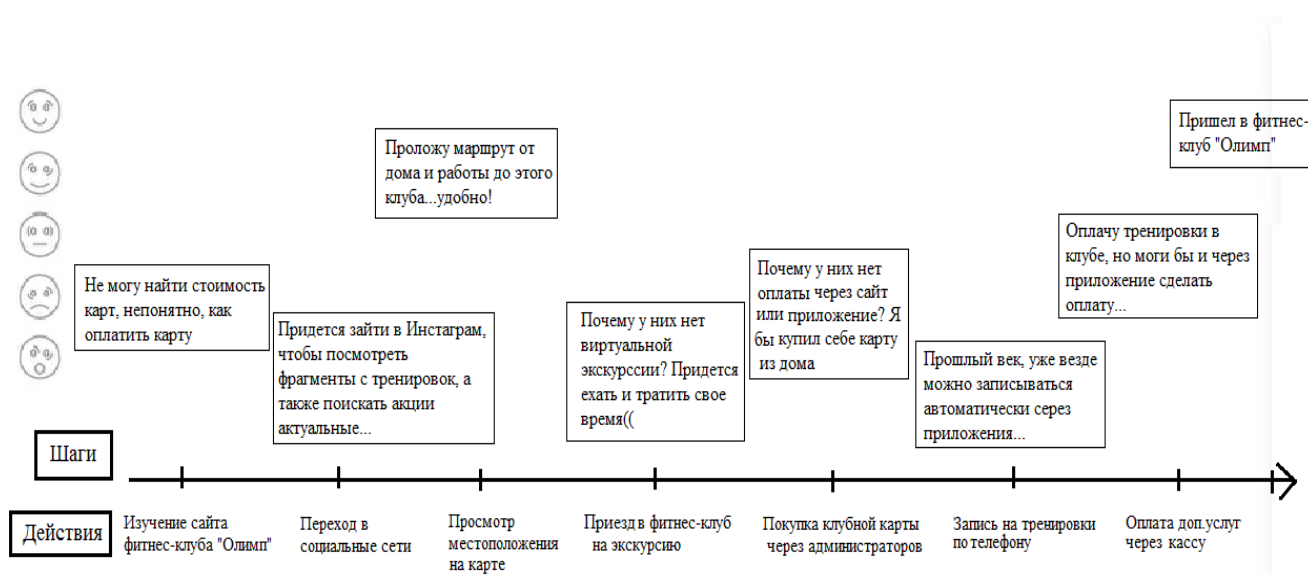 Пришел в фитнес-
клуб "Олимп"
Проложу маршрут от
дома и работы до этого
клуба...удобно!
Оплачу тренировки в
клубе, но моги бы и через
приложение сделать
оплату...
Не могу найти стоимость
карт, непонятно, как
оплатить карту
Почему у них нет
оплаты через сайт
или приложение? Я
бы купил себе карту
из дома
Придется зайти в Инстаграм,
чтобы посмотреть
фрагменты с тренировок, а
также поискать акции
актуальные...
Почему у них нет
виртуальной
экскурссии? Придется
ехать и тратить свое
время((
Прошлый век, уже везде
можно записываться
автоматически серез
приложения...
Шаги
Действия
Изучение сайта
фитнес-клуба "Олимп"
Переход в
социальные сети
Просмотр
местоположения
на карте
Приезд в фитнес-клуб
на экскурсию
Покупка клубной карты
через администраторов
Запись на тренировки
по телефону
Оплата доп.услуг
через кассу